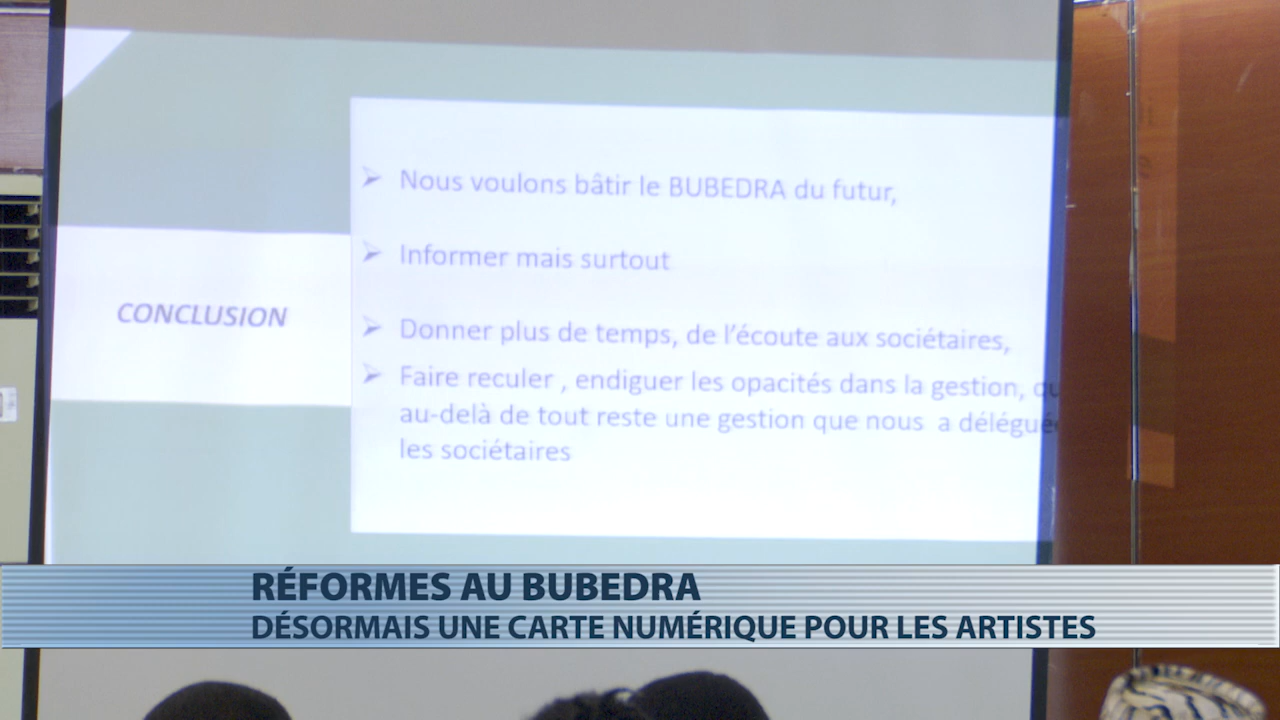 Nous voulons bâtir le BUBEDRA du futur,
Informer mais surtout
CONCLUSION
Donner plus de temps, de l'écoute aux sociétaires,
Faire reculer , endiguer les opacités dans la gestion,
au-delà de tout reste une gestion que nous a
les sociétaires
RÉFORMES AU BUBEDRA
DÉSORMAIS UNE CARTE NUMÉRIQUE POUR LES ARTISTES